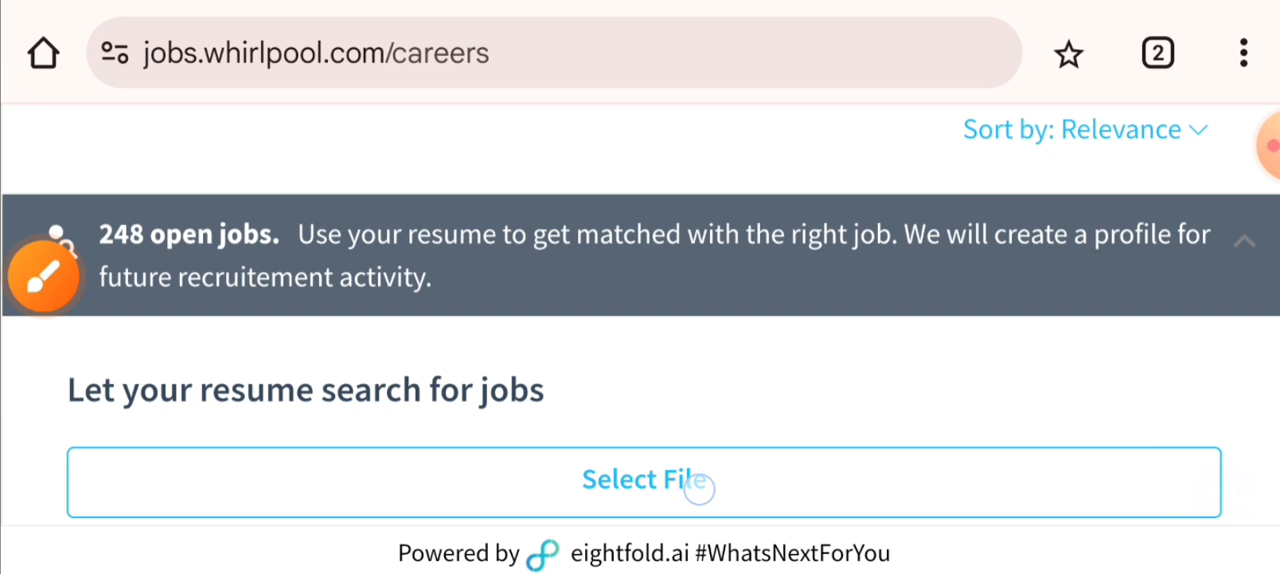 jobs.whirlpool.com/careers
2
Sort by: Relevance
248 open jobs. Use your resume to get matched with the right job. We will create a profile for
future recruitement activity.
Let your resume search for jobs
Select File
Powered by eightfold.ai #WhatsNextForYou